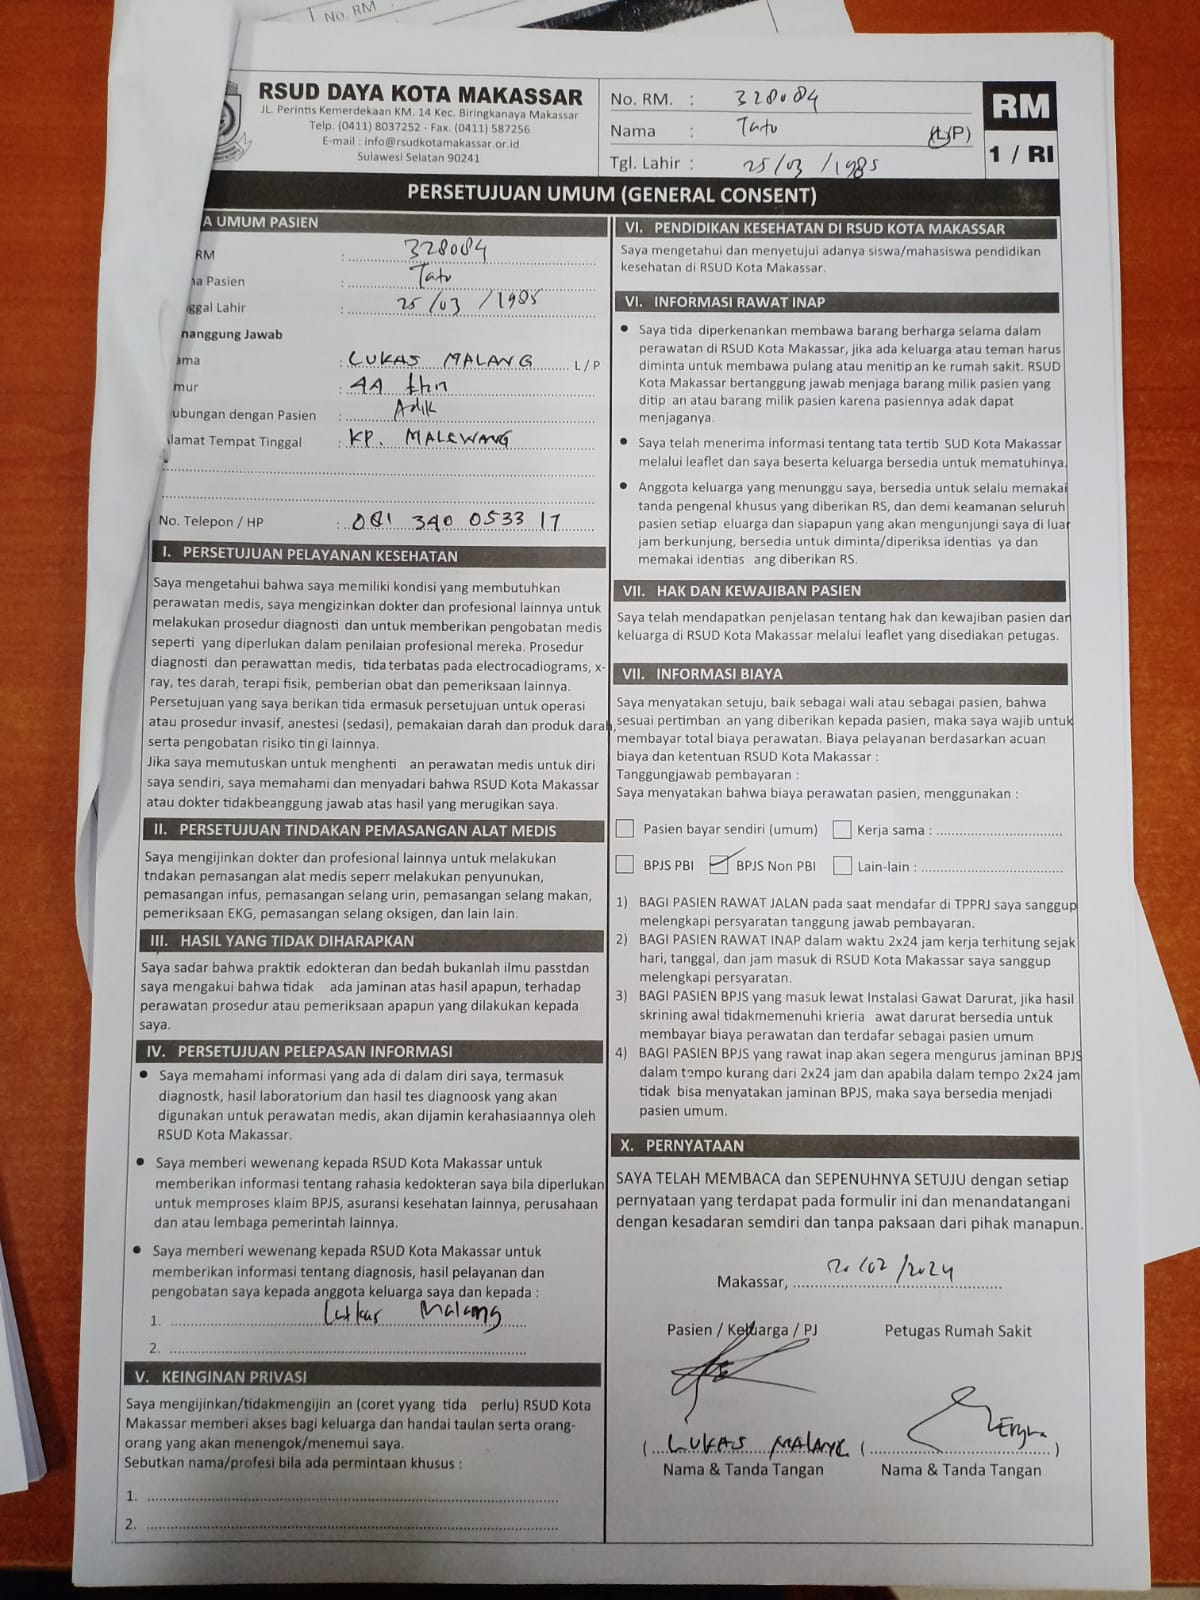 No. RM
RSUD DAYA KOTA MAKASSAR
JL. Perintis Kemerdekaan KM. 14 Kec. Biringkanaya Makassar
Telp. (0411) 8037252 - Fax. (0411) 587256
E-mail : info@rsudkotamakassar.or.id
Sulawesi Selatan 90241
No. RM. : 328084
Nama : Tato (L/P)
Tgl. Lahir : 25/03/1985
RM
1 / RI
PERSETUJUAN UMUM (GENERAL CONSENT)
A UMUM PASIEN
RM : 328084
a Pasien : Tato
ggal Lahir : 25/03/1985
nanggung Jawab
ama : LUKAS MALANG L / P
mur : 44 thn
ubungan dengan Pasien : Adik
lamat Tempat Tinggal : KP. MALEWANG
No. Telepon / HP : 081 340 0533 17
I. PERSETUJUAN PELAYANAN KESEHATAN
Saya mengetahui bahwa saya memiliki kondisi yang membutuhkan
perawatan medis, saya mengizinkan dokter dan profesional lainnya untuk
melakukan prosedur diagnosti dan untuk memberikan pengobatan medis
seperti yang diperlukan dalam penilaian profesional mereka. Prosedur
diagnosti dan perawattan medis, tida terbatas pada electrocadiograms, x-
ray, tes darah, terapi fisik, pemberian obat dan pemeriksaan lainnya.
Persetujuan yang saya berikan tida ermasuk persetujuan untuk operasi
atau prosedur invasif, anestesi (sedasi), pemakaian darah dan produk darah,
serta pengobatan risiko tin gi lainnya.
Jika saya memutuskan untuk menghenti an perawatan medis untuk diri
saya sendiri, saya memahami dan menyadari bahwa RSUD Kota Makassar
atau dokter tidakbeanggung jawab atas hasil yang merugikan saya.
II. PERSETUJUAN TINDAKAN PEMASANGAN ALAT MEDIS
Saya mengijinkan dokter dan profesional lainnya untuk melakukan
tndakan pemasangan alat medis seperr melakukan penyunukan,
pemasangan infus, pemasangan selang urin, pemasangan selang makan,
pemeriksaan EKG, pemasangan selang oksigen, dan lain lain.
III. HASIL YANG TIDAK DIHARAPKAN
Saya sadar bahwa praktik edokteran dan bedah bukanlah ilmu passtdan
saya mengakui bahwa tidak ada jaminan atas hasil apapun, terhadap
perawatan prosedur atau pemeriksaan apapun yang dilakukan kepada
saya.
IV. PERSETUJUAN PELEPASAN INFORMASI
• Saya memahami informasi yang ada di dalam diri saya, termasuk
diagnostk, hasil laboratorium dan hasil tes diagnoosk yang akan
digunakan untuk perawatan medis, akan dijamin kerahasiaannya oleh
RSUD Kota Makassar.
• Saya memberi wewenang kepada RSUD Kota Makassar untuk
memberikan informasi tentang rahasia kedokteran saya bila diperlukan
untuk memproses klaim BPJS, asuransi kesehatan lainnya, perusahaan
dan atau lembaga pemerintah lainnya.
• Saya memberi wewenang kepada RSUD Kota Makassar untuk
memberikan informasi tentang diagnosis, hasil pelayanan dan
pengobatan saya kepada anggota keluarga saya dan kepada :
1. Lukas Malang
2.
V. KEINGINAN PRIVASI
Saya mengijinkan/tidakmengijin an (coret yyang tida perlu) RSUD Kota
Makassar memberi akses bagi keluarga dan handai taulan serta orang-
orang yang akan menengok/menemui saya.
Sebutkan nama/profesi bila ada permintaan khusus :
1.
2.
VI. PENDIDIKAN KESEHATAN DI RSUD KOTA MAKASSAR
Saya mengetahui dan menyetujui adanya siswa/mahasiswa pendidikan
kesehatan di RSUD Kota Makassar.
VI. INFORMASI RAWAT INAP
• Saya tida diperkenankan membawa barang berharga selama dalam
perawatan di RSUD Kota Makassar, jika ada keluarga atau teman harus
diminta untuk membawa pulang atau menitip an ke rumah sakit. RSUD
Kota Makassar bertanggung jawab menjaga barang milik pasien yang
ditip an atau barang milik pasien karena pasiennya adak dapat
menjaganya.
• Saya telah menerima informasi tentang tata tertib SUD Kota Makassar
melalui leaflet dan saya beserta keluarga bersedia untuk mematuhinya.
• Anggota keluarga yang menunggu saya, bersedia untuk selalu memakai
tanda pengenal khusus yang diberikan RS, dan demi keamanan seluruh
pasien setiap eluarga dan siapapun yang akan mengunjungi saya di luar
jam berkunjung, bersedia untuk diminta/diperiksa identias ya dan
memakai identias ang diberikan RS.
VII. HAK DAN KEWAJIBAN PASIEN
Saya telah mendapatkan penjelasan tentang hak dan kewajiban pasien dan
keluarga di RSUD Kota Makassar melalui leaflet yang disediakan petugas.
VII. INFORMASI BIAYA
Saya menyatakan setuju, baik sebagai wali atau sebagai pasien, bahwa
sesuai pertimban an yang diberikan kepada pasien, maka saya wajib untuk
membayar total biaya perawatan. Biaya pelayanan berdasarkan acuan
biaya dan ketentuan RSUD Kota Makassar :
Tanggungjawab pembayaran :
Saya menyatakan bahwa biaya perawatan pasien, menggunakan :
Pasien bayar sendiri (umum) Kerja sama :
BPJS PBI BPJS Non PBI Lain-lain :
1) BAGI PASIEN RAWAT JALAN pada saat mendafar di TPPRJ saya sanggup
melengkapi persyaratan tanggung jawab pembayaran.
2) BAGI PASIEN RAWAT INAP dalam waktu 2x24 jam kerja terhitung sejak
hari, tanggal, dan jam masuk di RSUD Kota Makassar saya sanggup
melengkapi persyaratan.
3) BAGI PASIEN BPJS yang masuk lewat Instalasi Gawat Darurat, jika hasil
skrining awal tidakmemenuhi krieria awat darurat bersedia untuk
membayar biaya perawatan dan terdafar sebagai pasien umum
4) BAGI PASIEN BPJS yang rawat inap akan segera mengurus jaminan BPJS
dalam tempo kurang dari 2x24 jam dan apabila dalam tempo 2x24 jam
tidak bisa menyatakan jaminan BPJS, maka saya bersedia menjadi
pasien umum.
X. PERNYATAAN
SAYA TELAH MEMBACA dan SEPENUHNYA SETUJU dengan setiap
pernyataan yang terdapat pada formulir ini dan menandatangani
dengan kesadaran semdiri dan tanpa paksaan dari pihak manapun.
Makassar, 20/02/2024
Pasien / Keluarga / PJ Petugas Rumah Sakit
( LUKAS MALANG ) ( )
Nama & Tanda Tangan Nama & Tanda Tangan